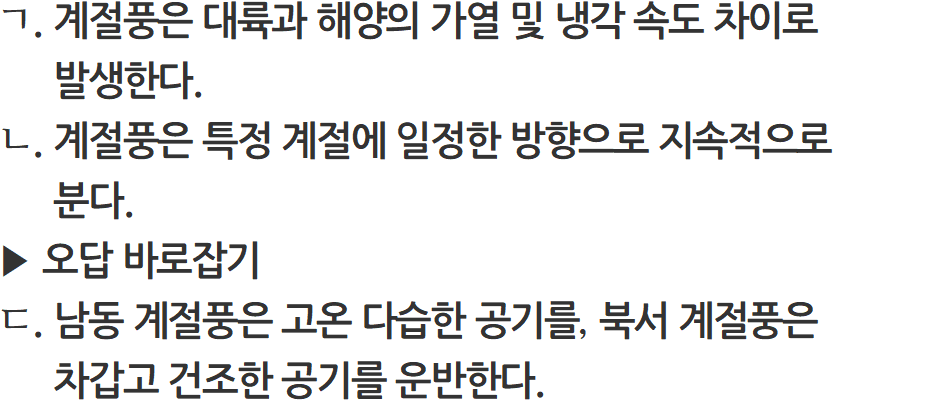 ㄱ. 계절풍은 대륙과 해양의 가열 및 냉각 속도 차이로
발생한다.
ㄴ. 계절풍은 특정 계절에 일정한 방향으로 지속적으로
분다.
▶ 오답 바로잡기
ㄷ. 남동 계절풍은 고온 다습한 공기를, 북서 계절풍은
차갑고 건조한 공기를 운반한다.